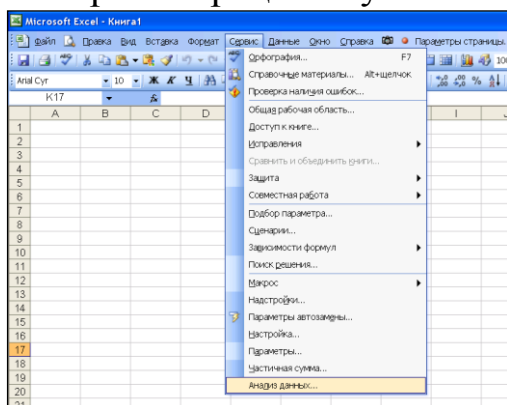 Microsoft Excel - Книга1
Файл Правка Вид Вставка Формат Сервис Данные Окно Справка Параметры страницы.
Arial Cyr 10 Ж К Ч
K17
A B C D I
1
2
3
4
5
6
7
8
9
10
11
12
13
14
15
16
17
18
19
20
21
Орфография... F7
Справочные материалы... Alt+щелчок
Проверка наличия ошибок...
Общая рабочая область...
Доступ к книге...
Исправления
Сравнить и объединить книги...
Защита
Совместная работа
Подбор параметра...
Сценарии...
Зависимости формул
Поиск решения...
Макрос
Надстройки...
Параметры автозамены...
Настройка...
Параметры...
Частичная сумма...
Анализ данных...